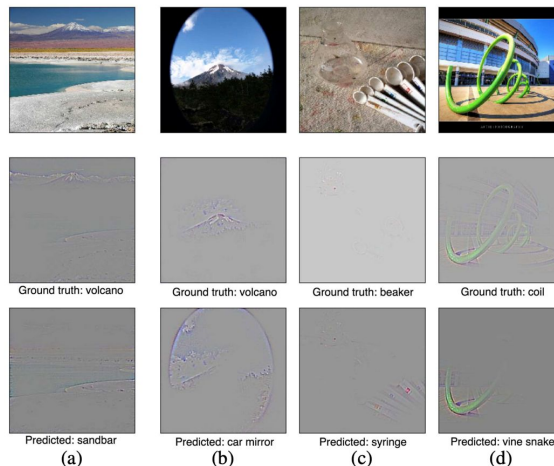 Ground truth: volcano
Ground truth: volcano
Ground truth: beaker
Ground truth: coil
Predicted: sandbar
Predicted: car mirror
Predicted: syringe
Predicted: vine snake
(a)
(b)
(c)
(d)